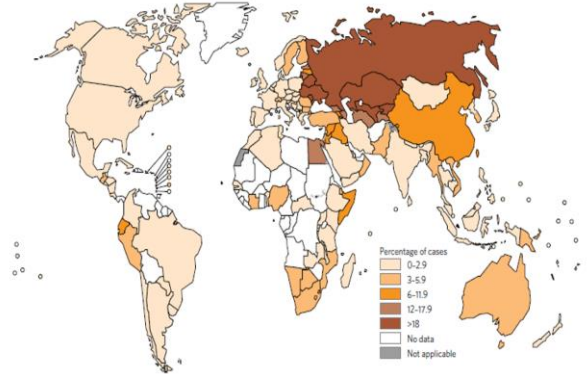 Percentage of cases
0–2.9
3–5.9
6–11.9
12–17.9
>18
No data
Not applicable